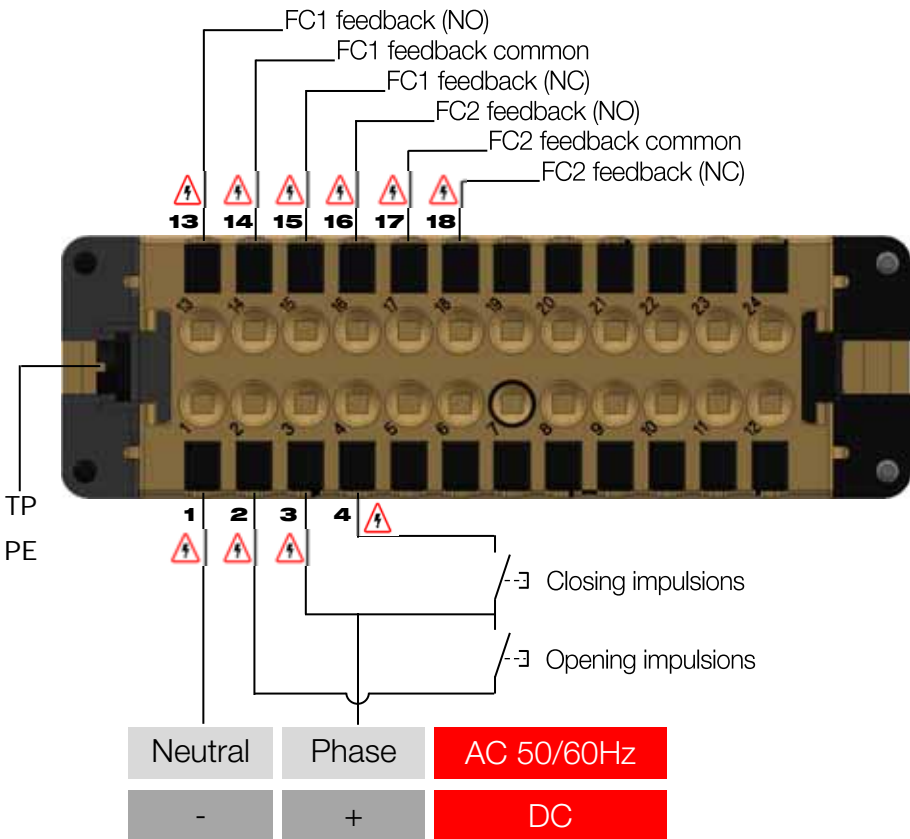 FC1 feedback (NO)
FC1 feedback common
FC1 feedback (NC)
FC2 feedback (NO)
FC2 feedback common
FC2 feedback (NC)
13 14 15 16 17 18
13 14 15 16 17 18 19 20 21 22 23 24
1 2 3 4 5 6 7 8 9 10 11 12
TP
PE
1 2 3 4
Closing impulsions
Opening impulsions
Neutral Phase AC 50/60Hz
- + DC